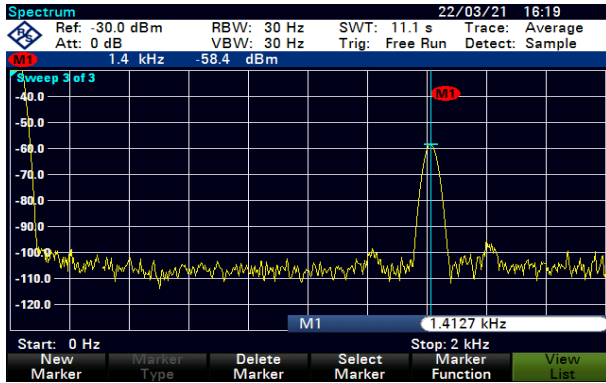 Spectrum 22/03/21 16:19
Ref: -30.0 dBm RBW: 30 Hz SWT: 11.1 s Trace: Average
Att: 0 dB VBW: 30 Hz Trig: Free Run Detect: Sample
M1 1.4 kHz -58.4 dBm
Sweep 3 of 3
M1
-40.0
-50.0
-60.0
-70.0
-80.0
-90.0
-100.0
-110.0
-120.0
M1 1.4127 kHz
Start: 0 Hz Stop: 2 kHz
New Marker Delete Select Marker View
Marker Type Marker Marker Function List